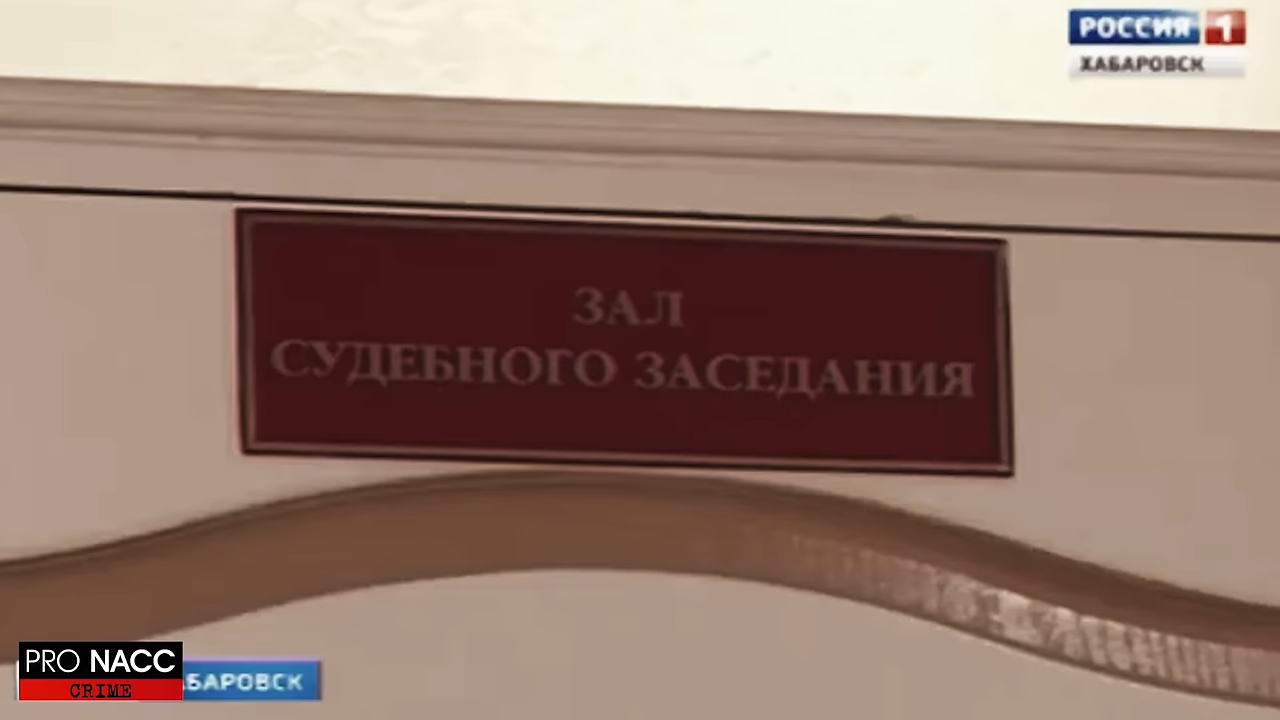 РОССИЯ 1
ХАБАРОВСК
ЗАЛ
СУДЕБНОГО ЗАСЕДАНИЯ
PRO NACC
CRIME
АБАРОВСК